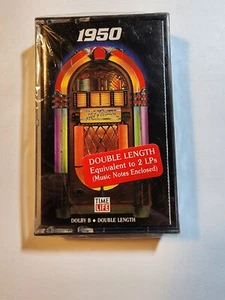 1950
DOUBLE LENGTH
Equivalent to 2 LPs
(Music Notes Enclosed)
TIME
LIFE
DOLBY B • DOUBLE LENGTH